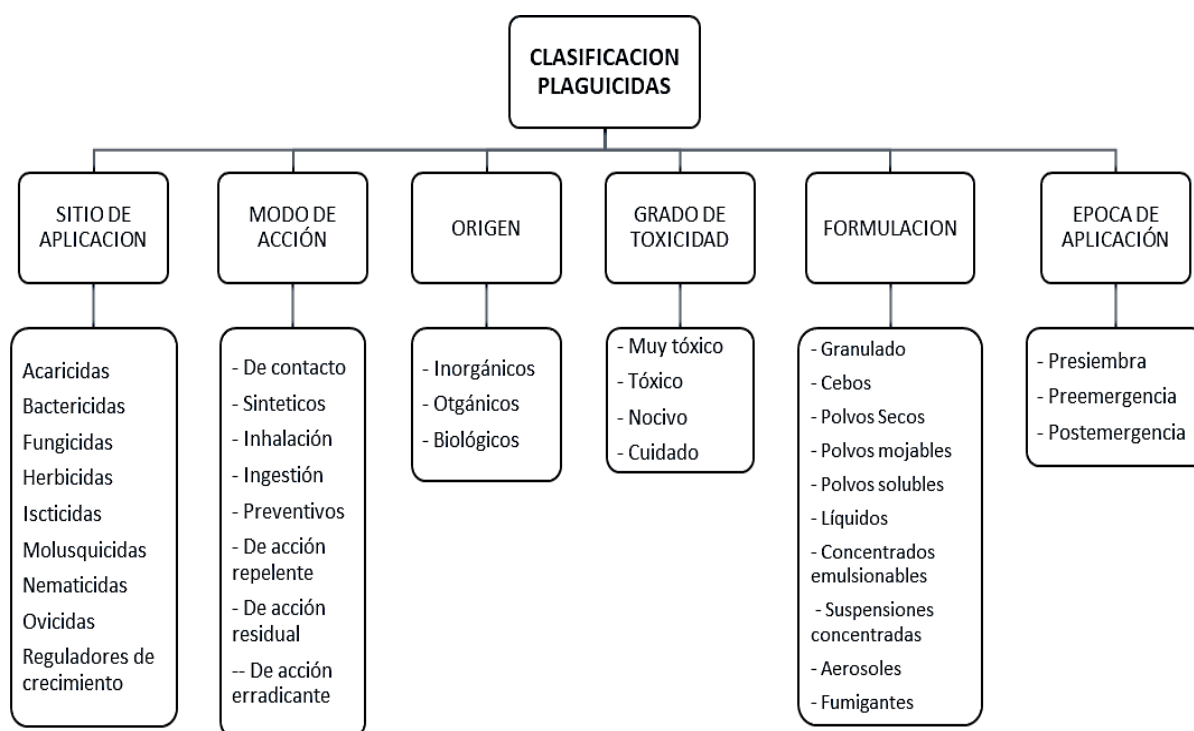 CLASIFICACION
PLAGUICIDAS
SITIO DE
APLICACION
MODO DE
ACCIÓN
ORIGEN
GRADO DE
TOXICIDAD
FORMULACION
EPOCA DE
APLICACIÓN
Acaricidas
Bactericidas
Fungicidas
Herbicidas
Iscticidas
Molusquicidas
Nematicidas
Ovicidas
Reguladores de
crecimiento
- De contacto
- Sinteticos
- Inhalación
- Ingestión
- Preventivos
- De acción
repelente
- De acción
residual
-- De acción
erradicante
- Inorgánicos
- Otgánicos
- Biológicos
- Muy tóxico
- Tóxico
- Nocivo
- Cuidado
- Granulado
- Cebos
- Polvos Secos
- Polvos mojables
- Polvos solubles
- Líquidos
- Concentrados
emulsionables
- Suspensiones
concentradas
- Aerosoles
- Fumigantes
- Presiembra
- Preemergencia
- Postemergencia